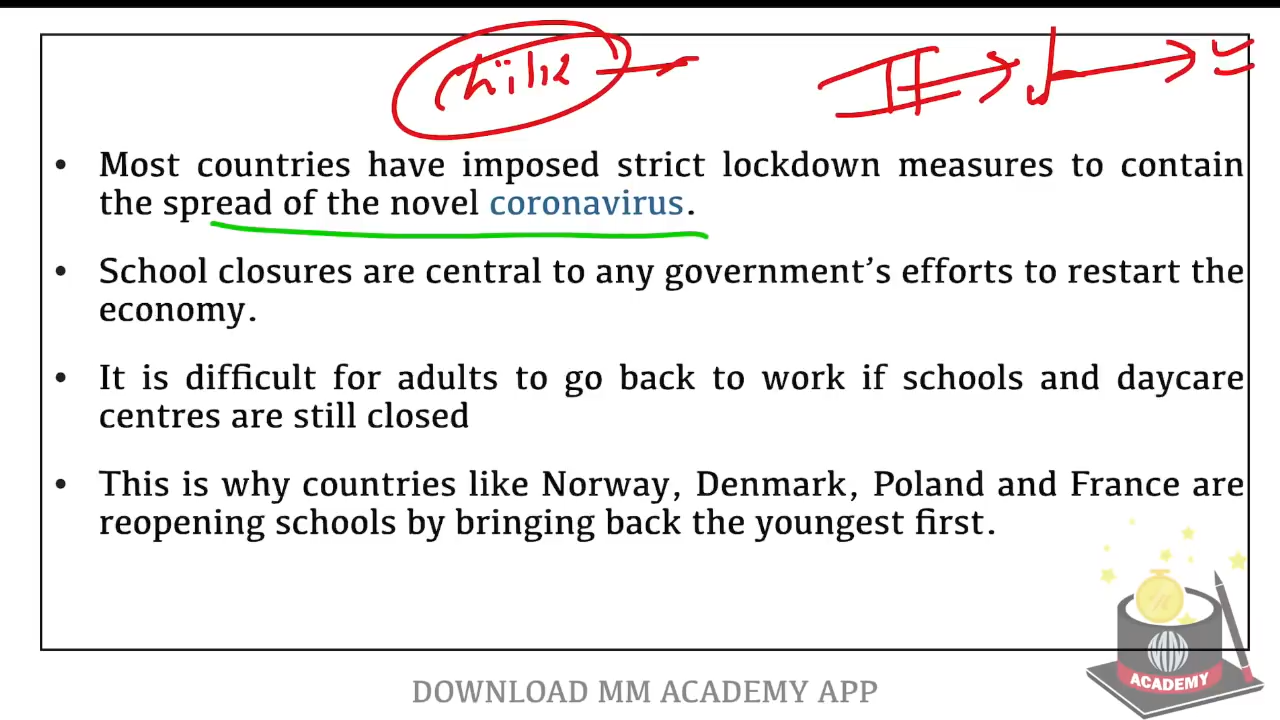 • Most countries have imposed strict lockdown measures to contain
the spread of the novel coronavirus.
• School closures are central to any government’s efforts to restart the
economy.
• It is difficult for adults to go back to work if schools and daycare
centres are still closed
• This is why countries like Norway, Denmark, Poland and France are
reopening schools by bringing back the youngest first.
ACADEMY
DOWNLOAD MM ACADEMY APP